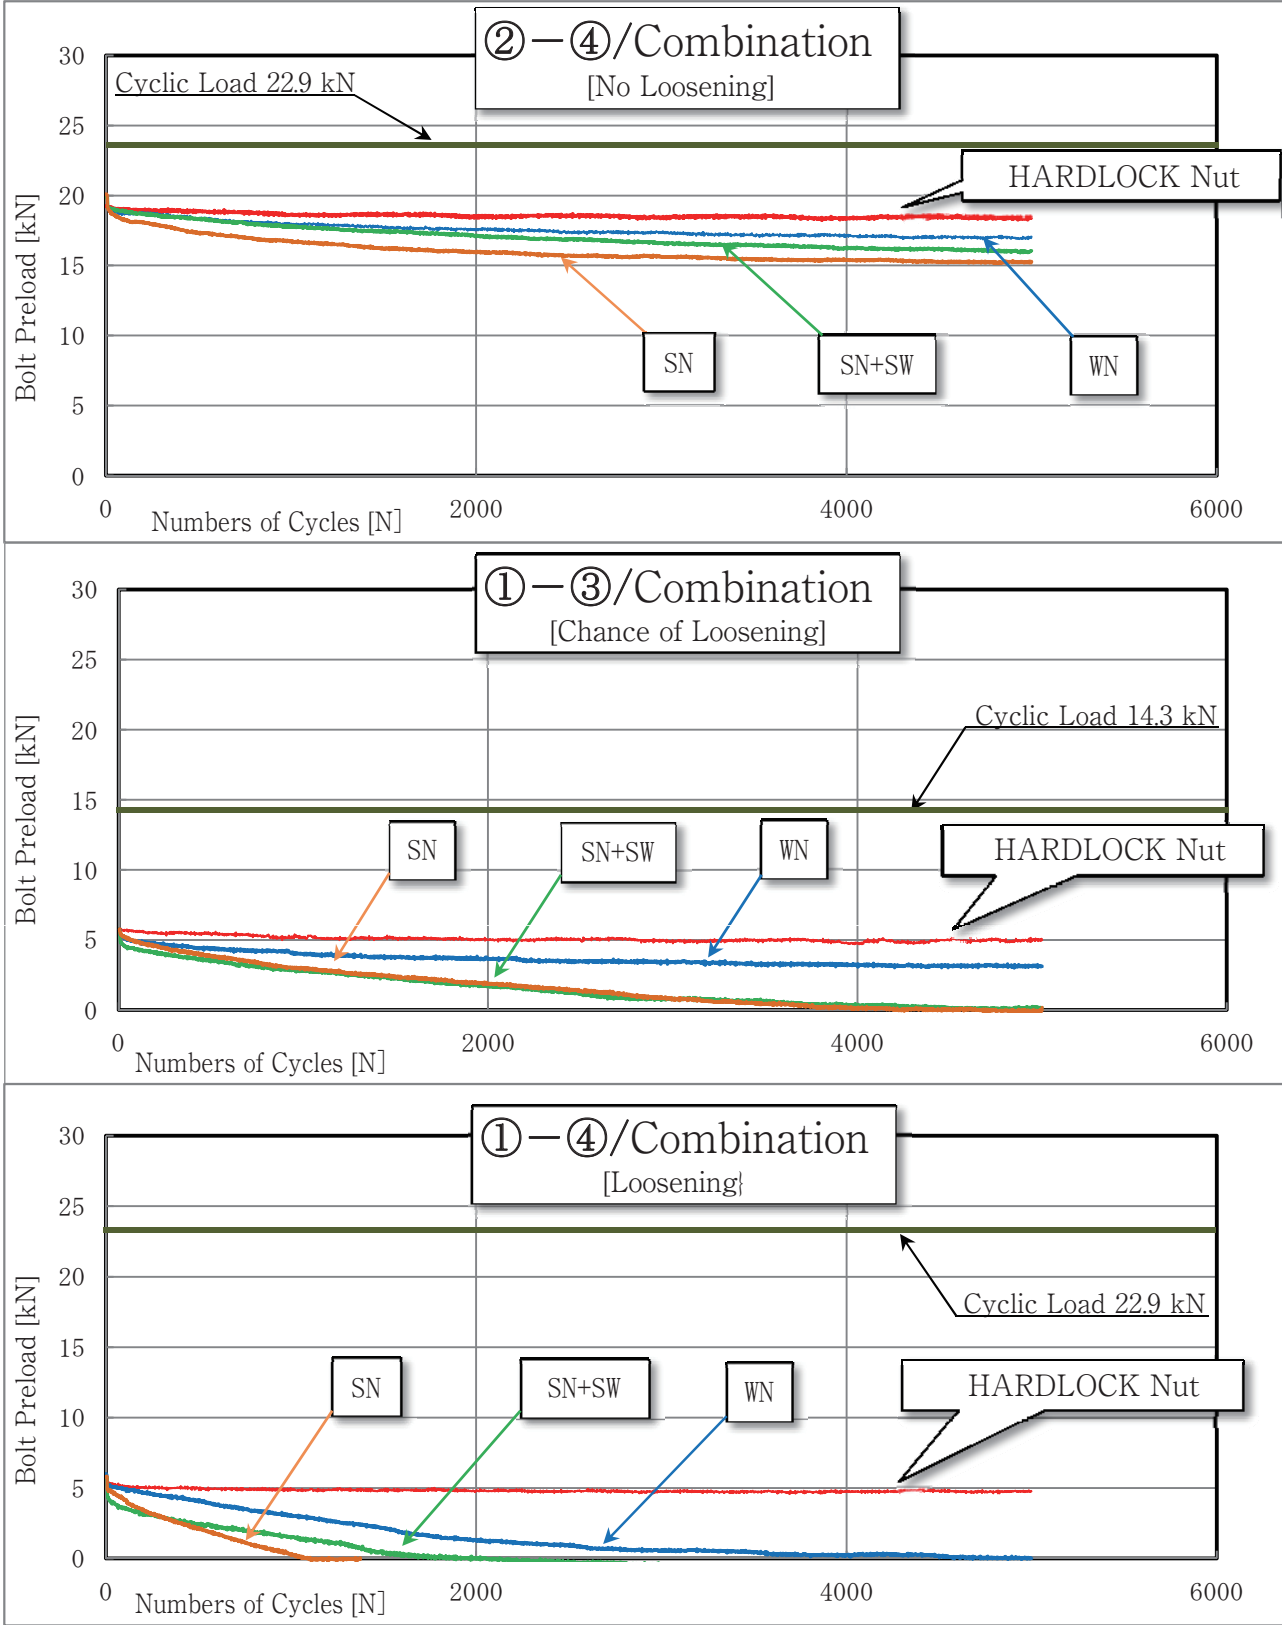 ②－④/Combination
[No Loosening]
30
Cyclic Load 22.9 kN
25
HARDLOCK Nut
20
15
10
SN
SN+SW
WN
5
0
Bolt Preload [kN]
0
2000
4000
6000
Numbers of Cycles [N]
①－③/Combination
[Chance of Loosening]
30
25
Cyclic Load 14.3 kN
20
15
SN
SN+SW
WN
HARDLOCK Nut
10
5
0
Bolt Preload [kN]
0
2000
4000
6000
Numbers of Cycles [N]
①－④/Combination
[Loosening}
30
25
20
Cyclic Load 22.9 kN
15
SN
SN+SW
WN
HARDLOCK Nut
10
5
0
Bolt Preload [kN]
0
2000
4000
6000
Numbers of Cycles [N]